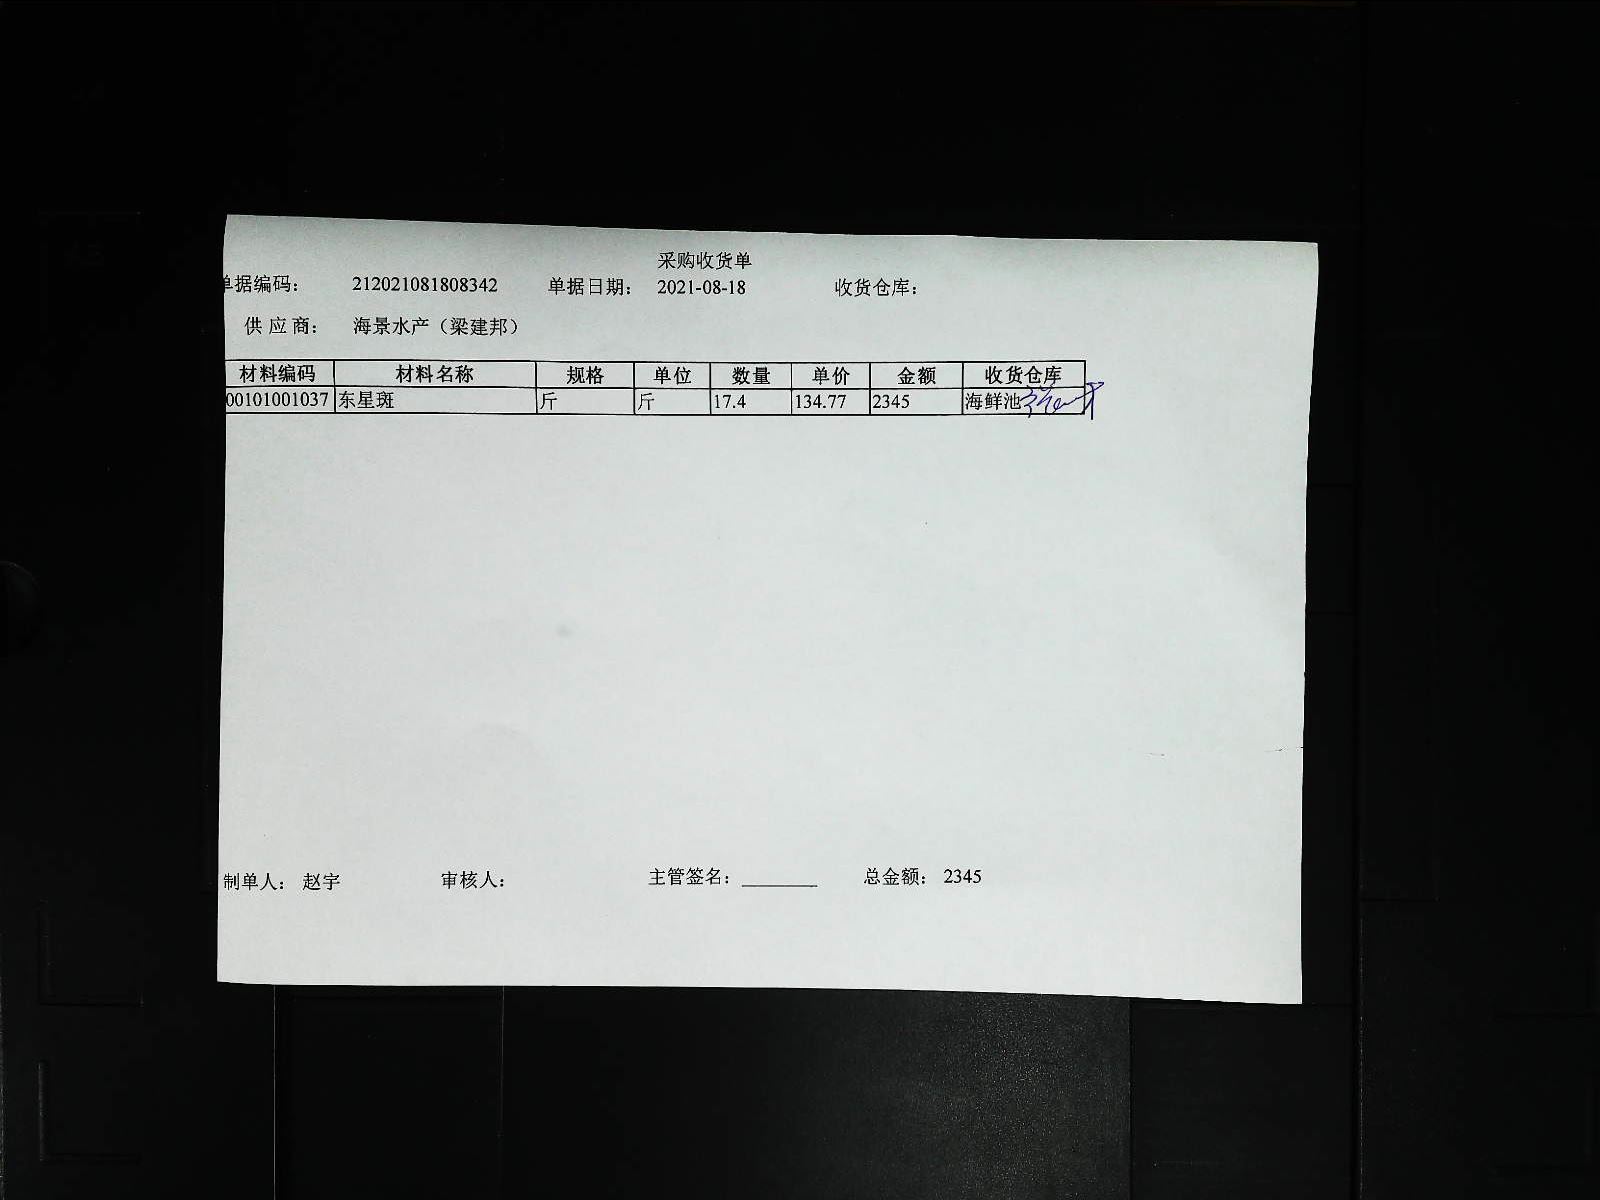 采购收货单
单据编码： 212021081808342 单据日期： 2021-08-18 收货仓库：
供 应 商： 海景水产（梁建邦）
材料编码 材料名称 规格 单位 数量 单价 金额 收货仓库
00101001037 东星斑 斤 斤 17.4 134.77 2345 海鲜池
制单人： 赵宇 审核人： 主管签名： 总金额： 2345